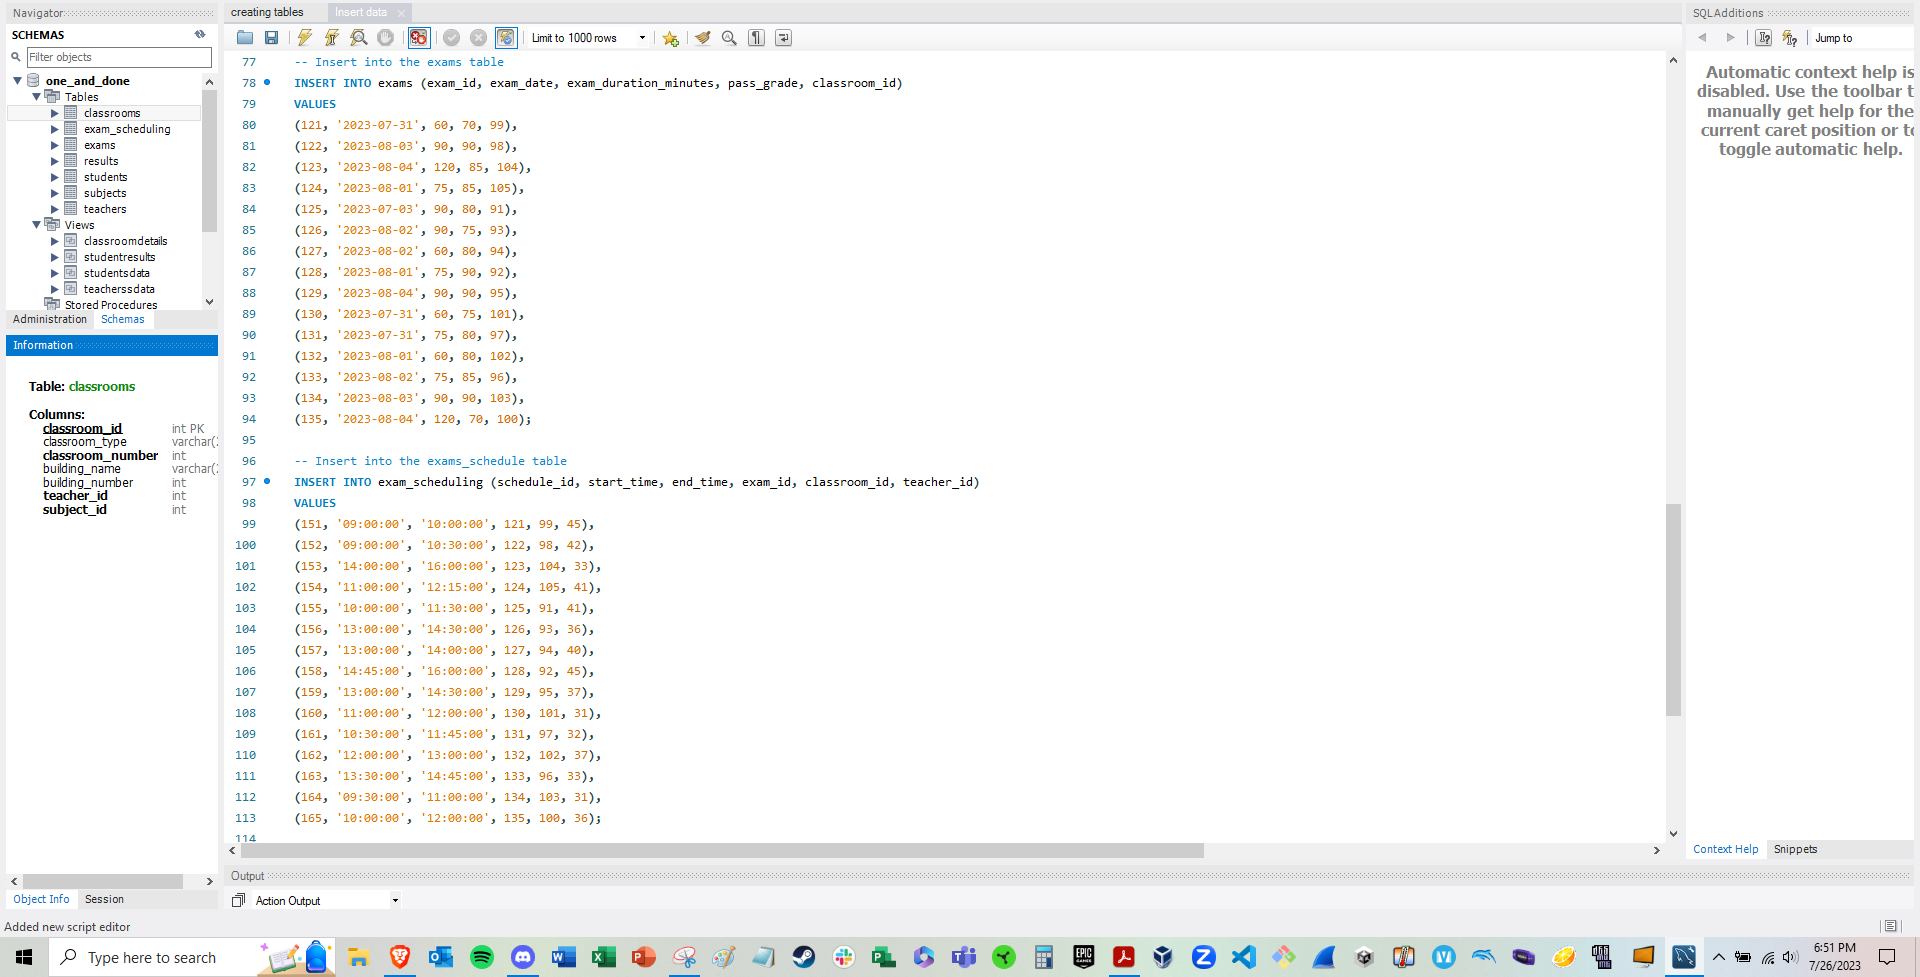 Navigator
SCHEMAS
Filter objects
one_and_done
Tables
classrooms
exam_scheduling
exams
results
students
subjects
teachers
Views
classroomdetails
studentresults
studentsdata
teacherssdata
Stored Procedures
Administration Schemas
Information
Table: classrooms
Columns:
classroom_id int PK
classroom_type varchar(
classroom_number int
building_name varchar(
building_number int
teacher_id int
subject_id int
Object Info Session
Added new script editor
creating tables Insert data
Limit to 1000 rows
77 -- Insert into the exams table
78 INSERT INTO exams (exam_id, exam_date, exam_duration_minutes, pass_grade, classroom_id)
79 VALUES
80 (121, '2023-07-31', 60, 70, 99),
81 (122, '2023-08-03', 90, 90, 98),
82 (123, '2023-08-04', 120, 85, 104),
83 (124, '2023-08-01', 75, 85, 105),
84 (125, '2023-07-03', 90, 80, 91),
85 (126, '2023-08-02', 90, 75, 93),
86 (127, '2023-08-02', 60, 80, 94),
87 (128, '2023-08-01', 75, 90, 92),
88 (129, '2023-08-04', 90, 90, 95),
89 (130, '2023-07-31', 60, 75, 101),
90 (131, '2023-07-31', 75, 80, 97),
91 (132, '2023-08-01', 60, 80, 102),
92 (133, '2023-08-02', 75, 85, 96),
93 (134, '2023-08-03', 90, 90, 103),
94 (135, '2023-08-04', 120, 70, 100);
95
96 -- Insert into the exams_schedule table
97 INSERT INTO exam_scheduling (schedule_id, start_time, end_time, exam_id, classroom_id, teacher_id)
98 VALUES
99 (151, '09:00:00', '10:00:00', 121, 99, 45),
100 (152, '09:00:00', '10:30:00', 122, 98, 42),
101 (153, '14:00:00', '16:00:00', 123, 104, 33),
102 (154, '11:00:00', '12:15:00', 124, 105, 41),
103 (155, '10:00:00', '11:30:00', 125, 91, 41),
104 (156, '13:00:00', '14:30:00', 126, 93, 36),
105 (157, '13:00:00', '14:00:00', 127, 94, 40),
106 (158, '14:45:00', '16:00:00', 128, 92, 45),
107 (159, '13:00:00', '14:30:00', 129, 95, 37),
108 (160, '11:00:00', '12:00:00', 130, 101, 31),
109 (161, '10:30:00', '11:45:00', 131, 97, 32),
110 (162, '12:00:00', '13:00:00', 132, 102, 37),
111 (163, '13:30:00', '14:45:00', 133, 96, 33),
112 (164, '09:30:00', '11:00:00', 134, 103, 31),
113 (165, '10:00:00', '12:00:00', 135, 100, 36);
114
Output
Action Output
SQLAdditions
Jump to
Automatic context help is
disabled. Use the toolbar t
manually get help for the
current caret position or to
toggle automatic help.
Context Help Snippets
Type here to search
6:51 PM
7/26/2023